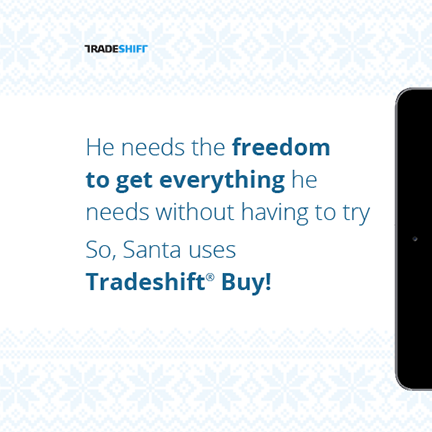 TRADESHIFT
He needs the freedom
to get everything he
needs without having to try
So, Santa uses
Tradeshift® Buy!